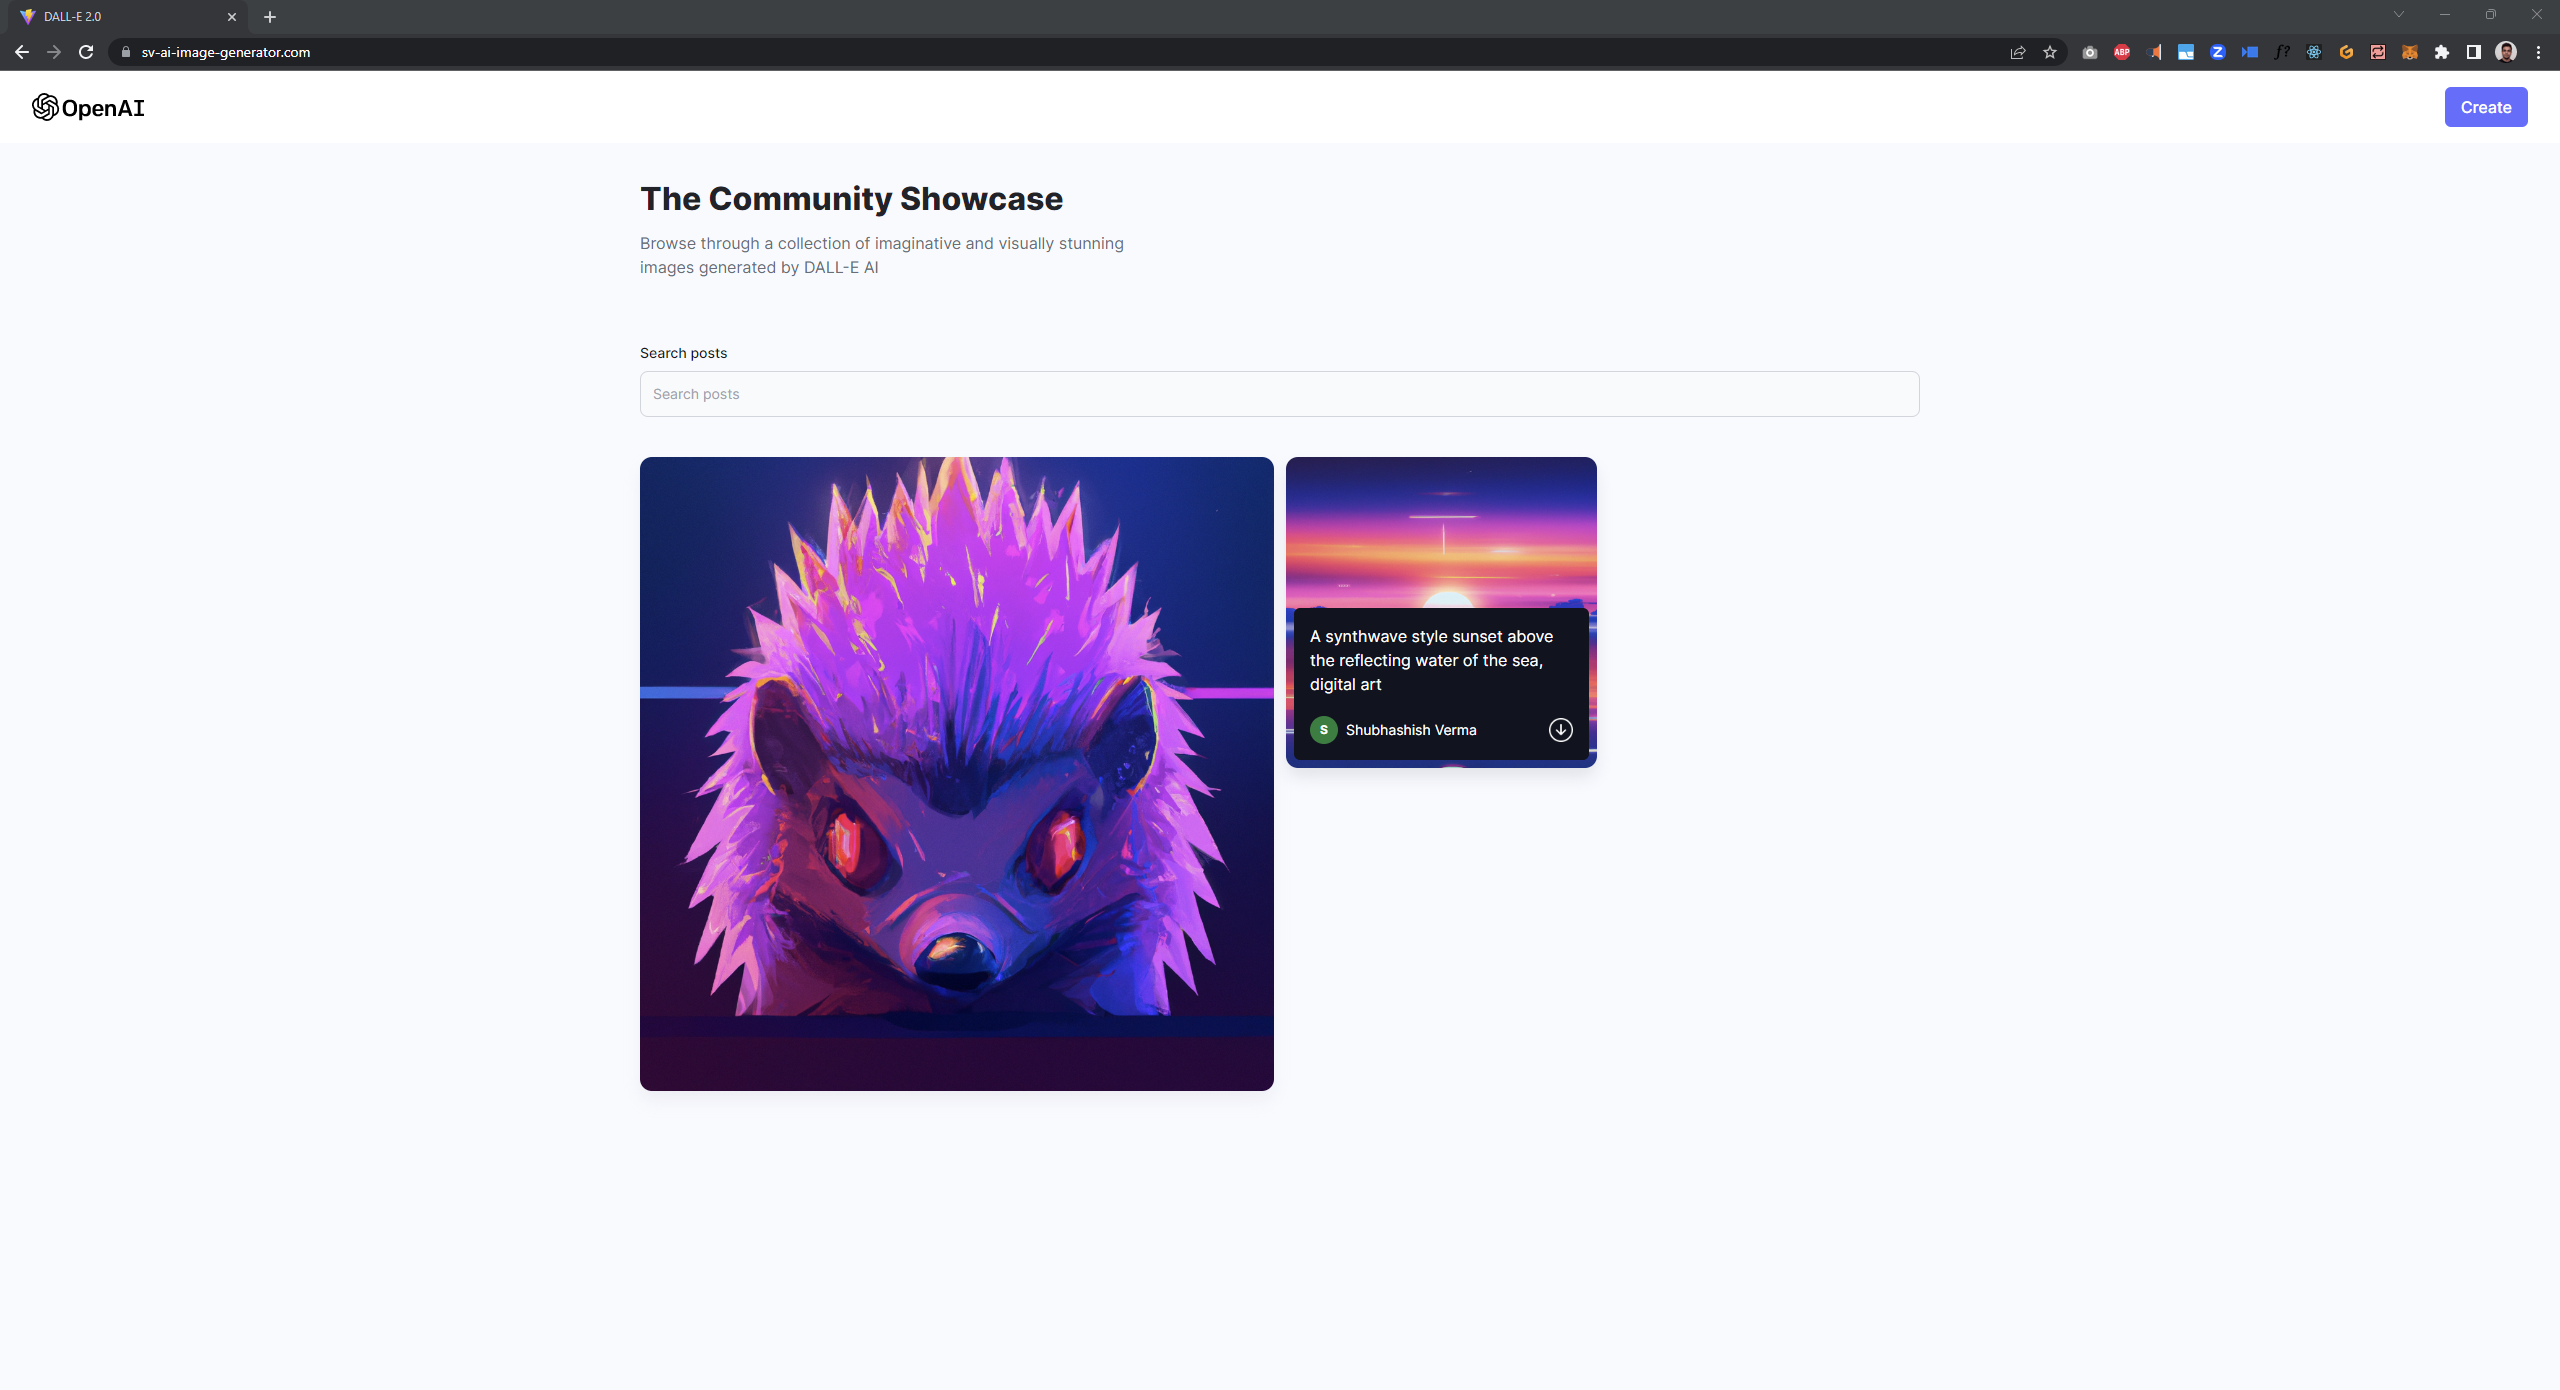 DALL-E 2.0
sv-ai-image-generator.com
ABP
Z
f?
OpenAI
Create
The Community Showcase
Browse through a collection of imaginative and visually stunning
images generated by DALL-E AI
Search posts
Search posts
A synthwave style sunset above
the reflecting water of the sea,
digital art
S
Shubhashish Verma